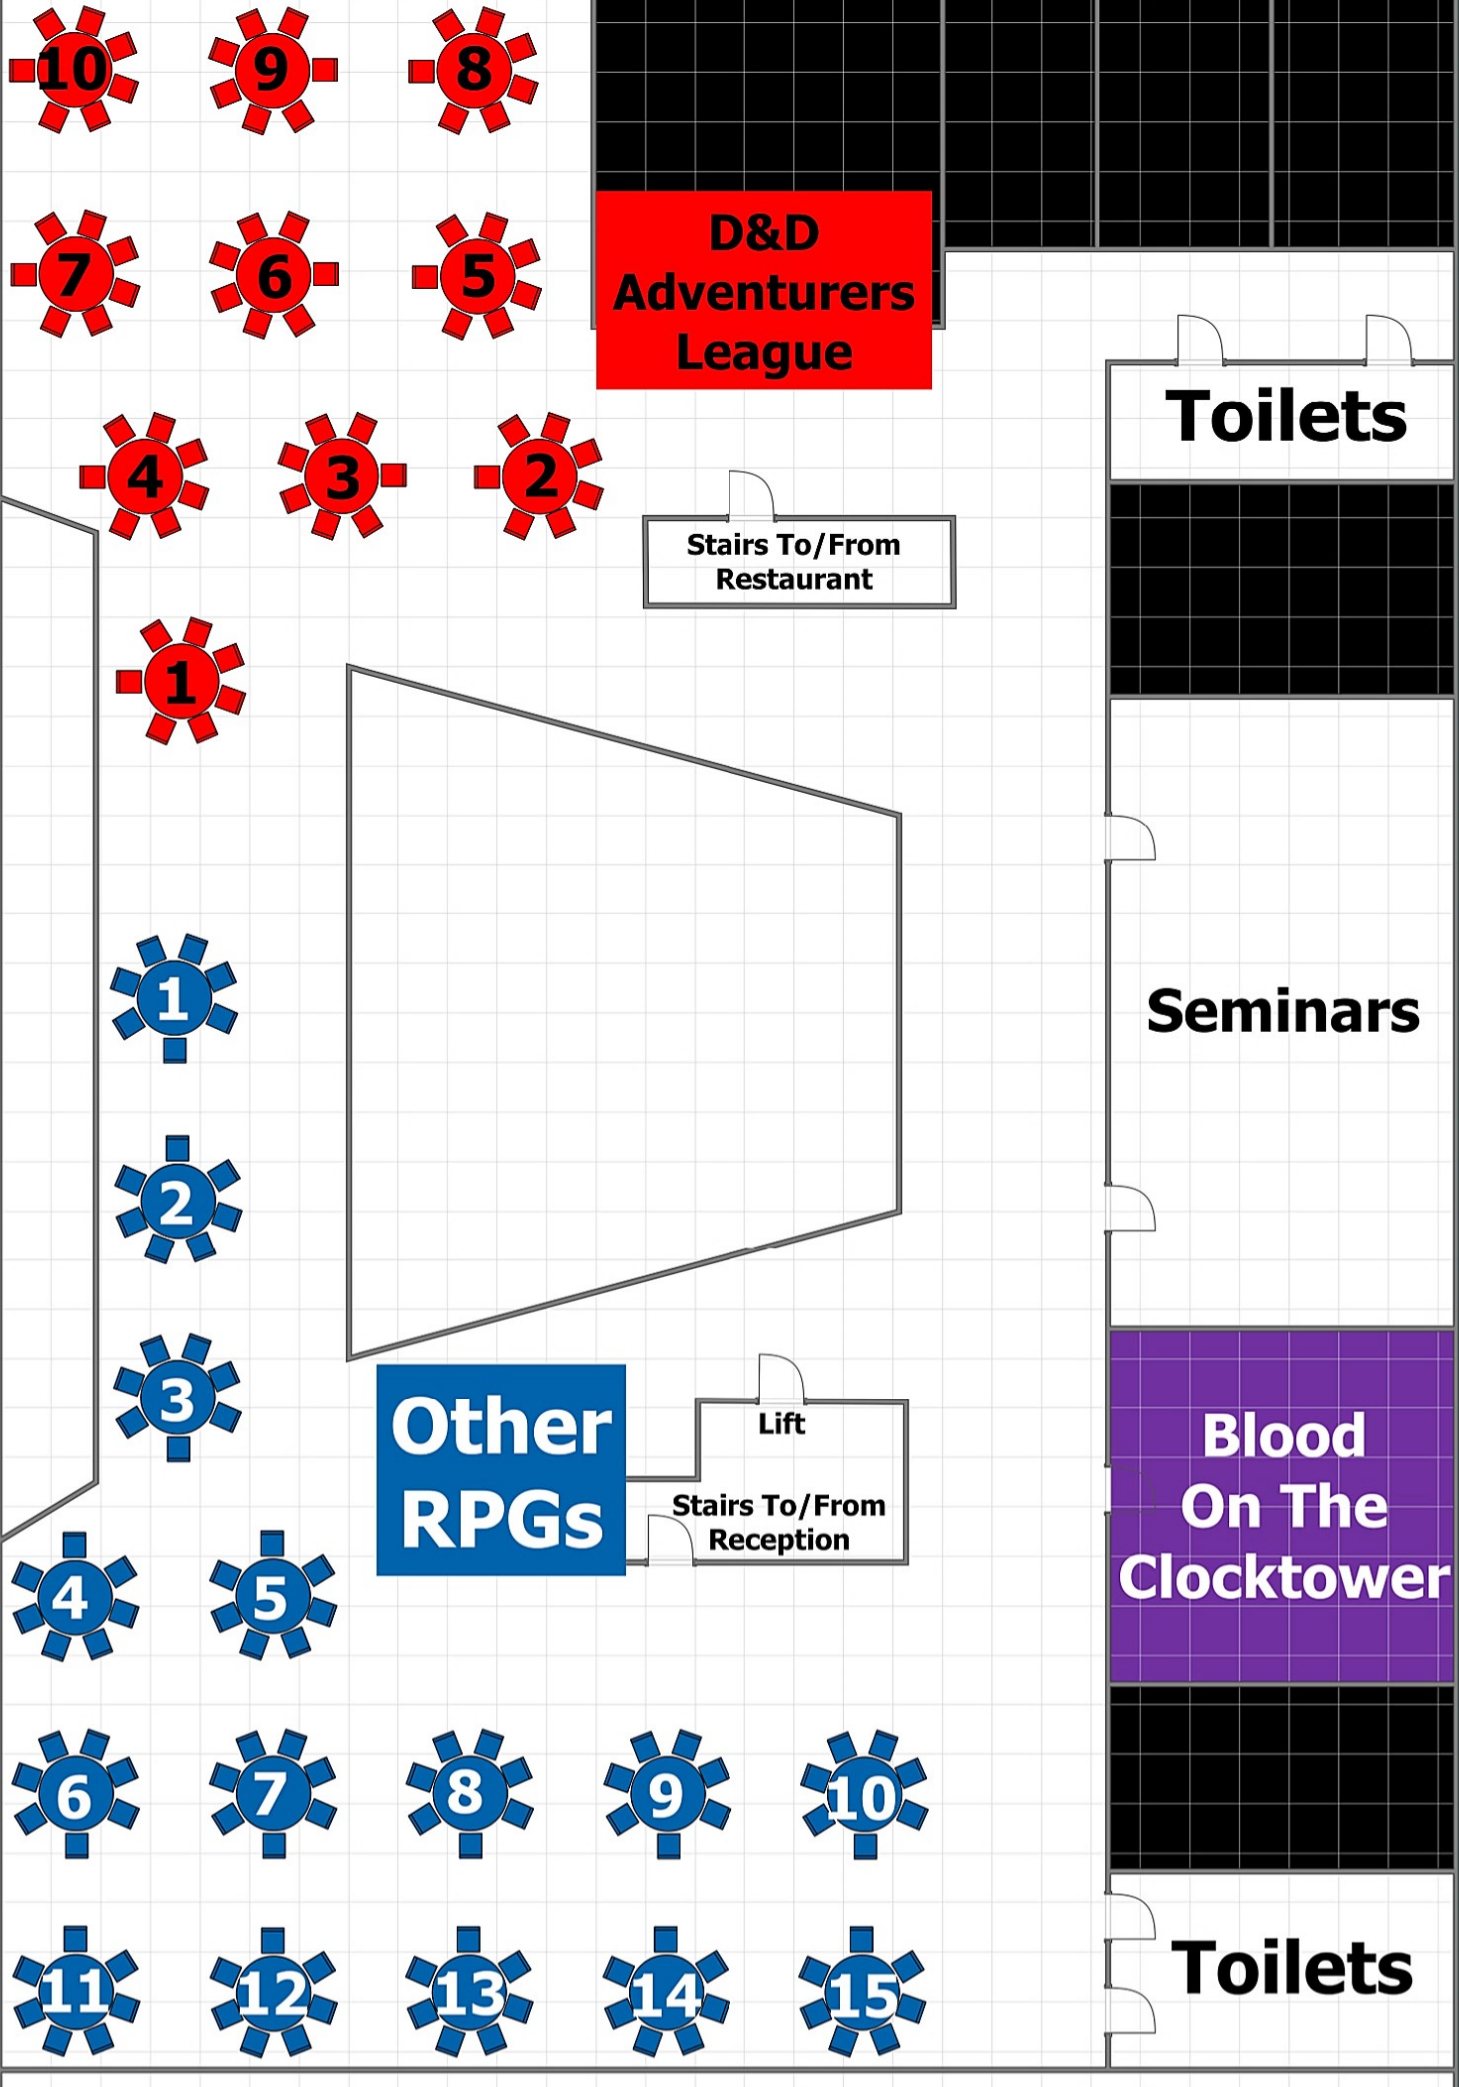 10 9 8
D&D
Adventurers
League
7 6 5
Toilets
4 3 2
Stairs To/From
Restaurant
1
Seminars
1
2
3
Other
RPGs
Lift
Stairs To/From
Reception
Blood
On The
Clocktower
4 5
6 7 8 9 10
11 12 13 14 15
Toilets